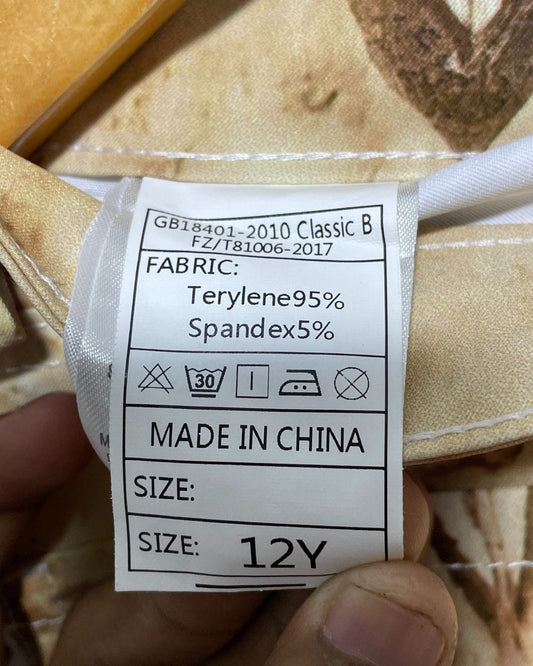 GB18401-2010 Classic B
FZ/T81006-2017
FABRIC:
Terylene95%
Spandex5%
30
MADE IN CHINA
SIZE:
SIZE: 12Y